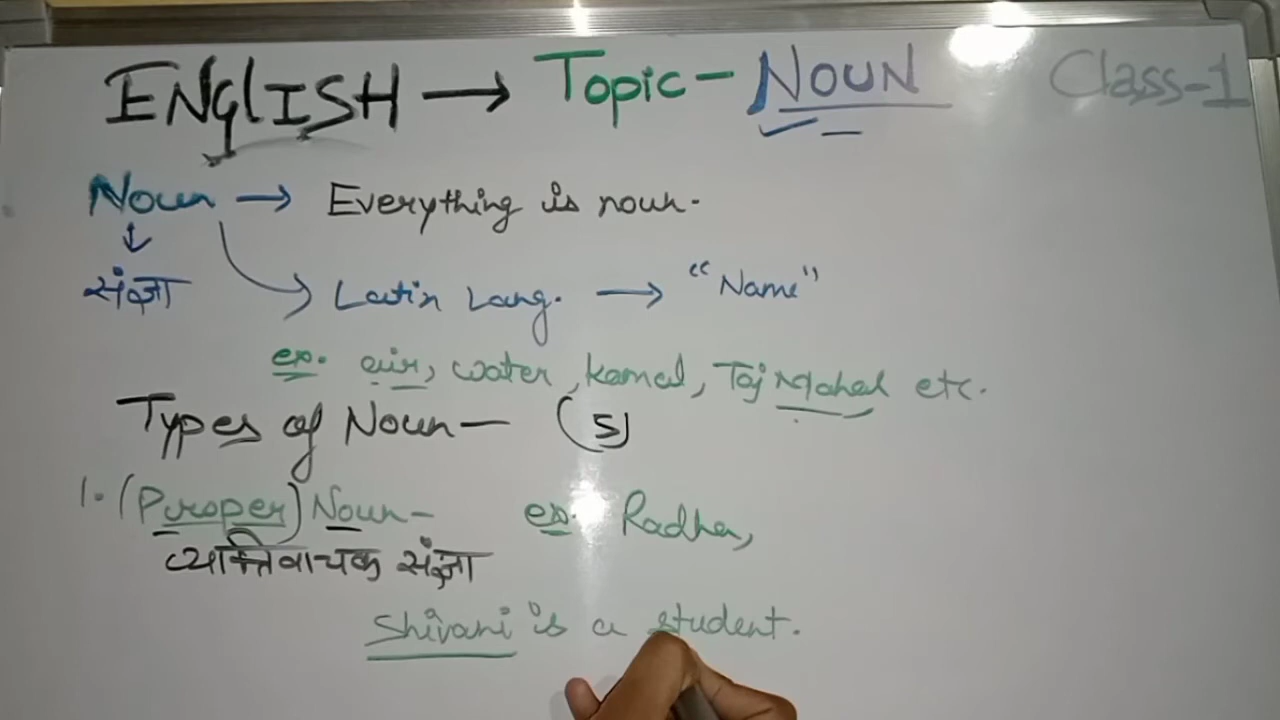 ENGLISH → Topic - NOUN Class-1
Noun → Everything is noun.
↓
संज्ञा → Latin Lang. → "Name"
ex. air, water, kamal, Taj Mahal etc.
Types of Noun - (5)
1. (Proper) Noun - ex. Radha,
व्यक्तिवाचक संज्ञा
Shivani is a student.